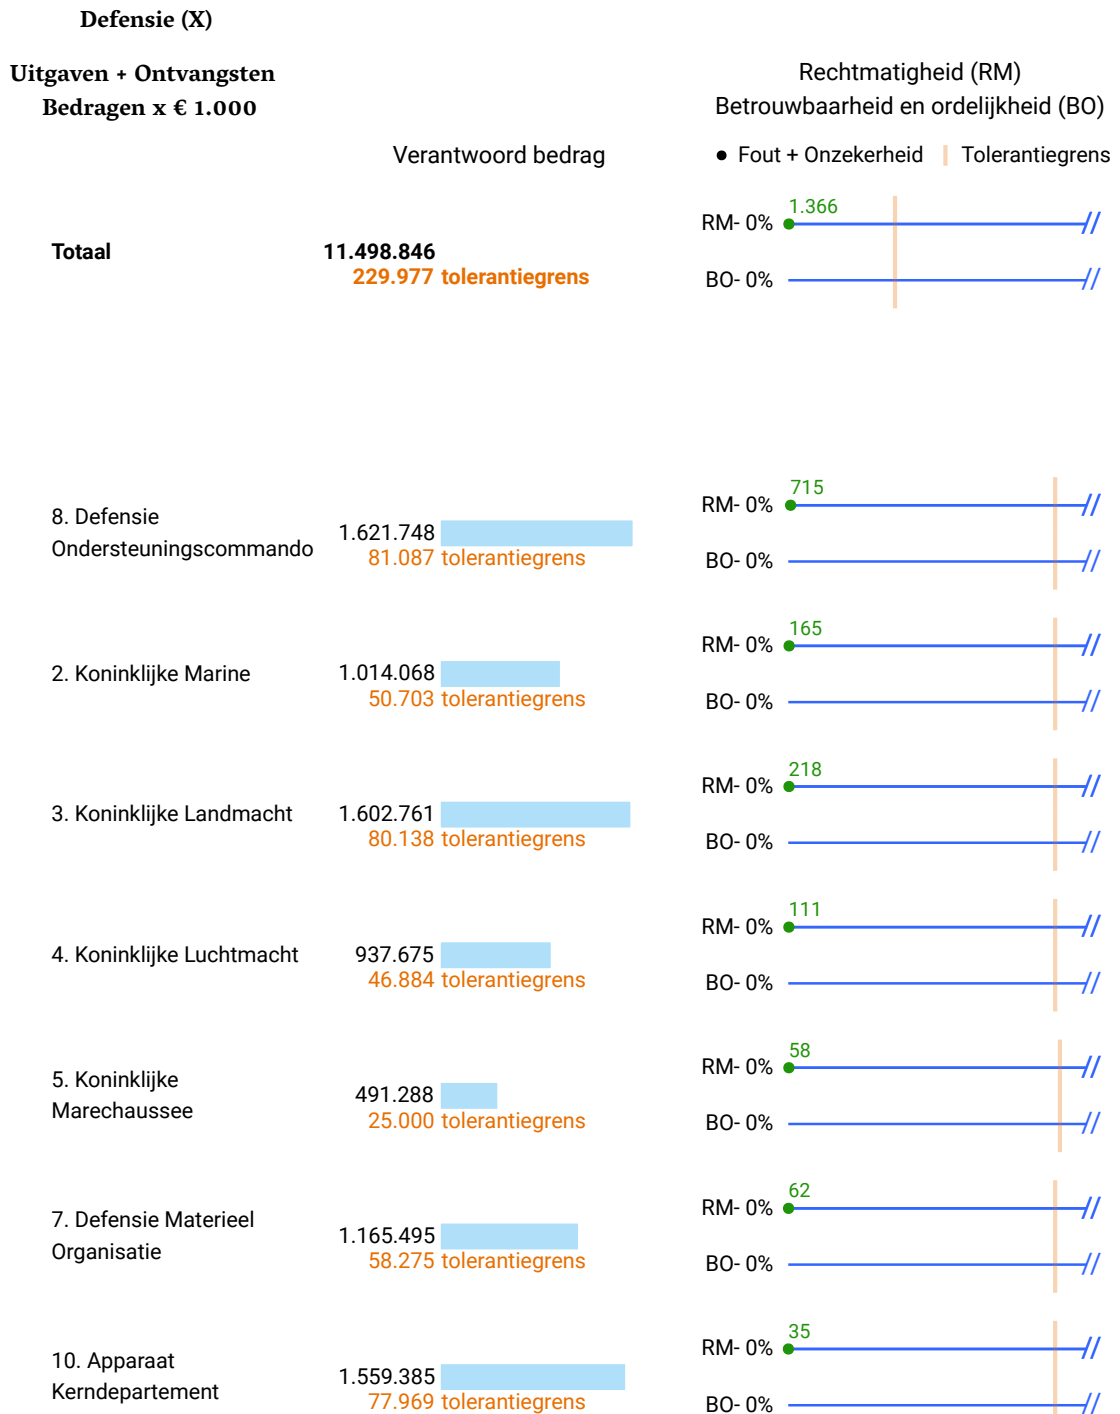 Defensie (X)
Uitgaven + Ontvangsten
Bedragen x € 1.000
Rechtmatigheid (RM)
Betrouwbaarheid en ordelijkheid (BO)
Verantwoord bedrag
Fout + Onzekerheid Tolerantiegrens
Totaal
11.498.846
229.977 tolerantiegrens
1.366
RM- 0%
BO- 0%
8. Defensie
Ondersteuningscommando
1.621.748
81.087 tolerantiegrens
715
RM- 0%
BO- 0%
2. Koninklijke Marine
1.014.068
50.703 tolerantiegrens
165
RM- 0%
BO- 0%
3. Koninklijke Landmacht
1.602.761
80.138 tolerantiegrens
218
RM- 0%
BO- 0%
4. Koninklijke Luchtmacht
937.675
46.884 tolerantiegrens
111
RM- 0%
BO- 0%
5. Koninklijke
Marechaussee
491.288
25.000 tolerantiegrens
58
RM- 0%
BO- 0%
7. Defensie Materieel
Organisatie
1.165.495
58.275 tolerantiegrens
62
RM- 0%
BO- 0%
10. Apparaat
Kerndepartement
1.559.385
77.969 tolerantiegrens
35
RM- 0%
BO- 0%